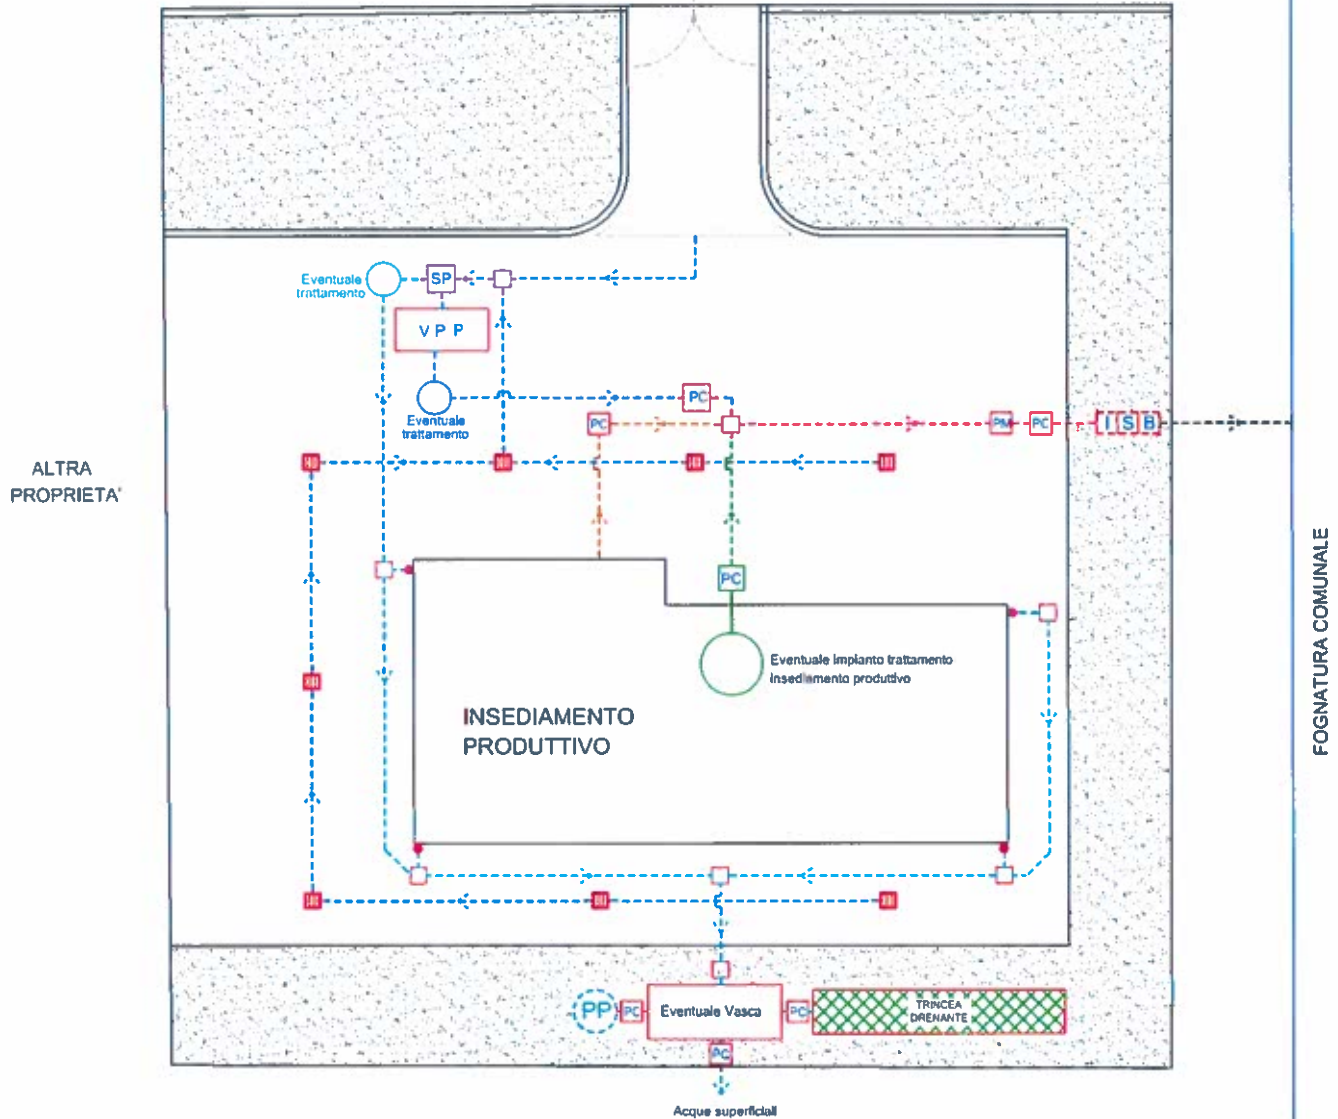 Eventuale
trattamento
SP
V P P
Eventuale
trattamento
PC
PC
PM
PC
I S B
ALTRA
PROPRIETA'
PC
Eventuale impianto trattamento
insediamento produttivo
INSEDIAMENTO
PRODUTTIVO
FOGNATURA COMUNALE
PP
PC
Eventuale Vasca
PC
TRINCEA
DRENANTE
PC
Acque superficiali